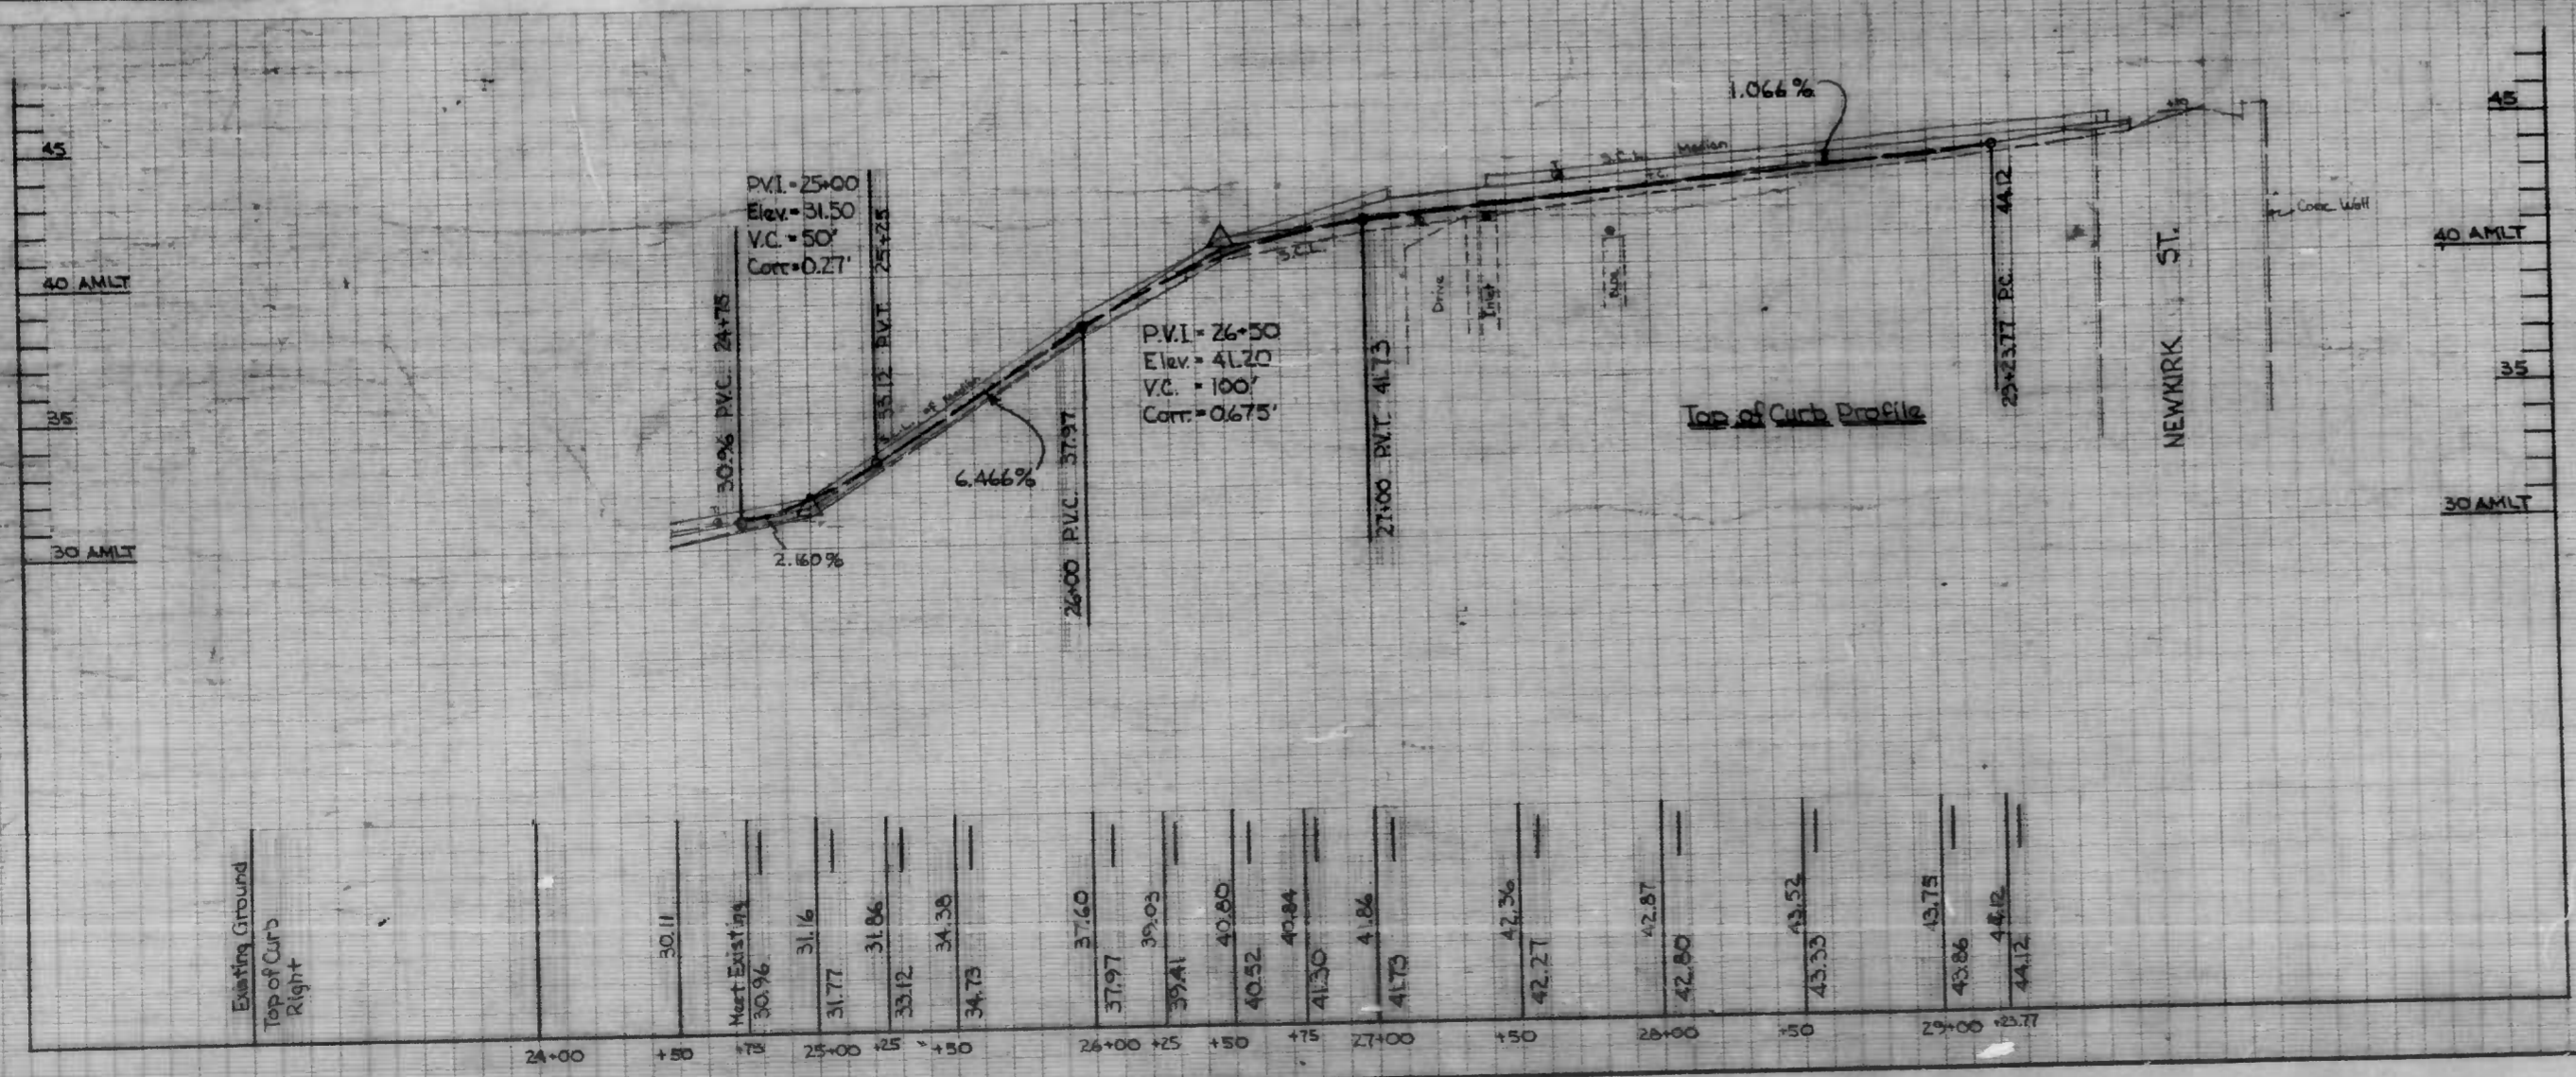 45
40 AMLT
35
30 AMLT
P.V.I. = 25+00
Elev. = 31.50
V.C. = 50'
Corr = 0.27'
30.96 P.V.C. 24+75
33.12 P.V.T. 25+25
2.160%
of Median
6.466%
26+00 P.V.C. 37.97
P.V.I. = 26+50
Elev. = 41.20
V.C. = 100'
Corr. = 0.675'
S.C.L.
27+00 P.V.T. 41.73
Drive
Inlet
S.C.L. Median
T.C.
1.066%
Top of Curb Profile
29+23.77 P.C. 44.12
NEWKIRK ST.
Conc Wall
45
40 AMLT
35
30 AMLT
Existing Ground
Top of Curb
Right
30.11
Meet Existing
30.96
31.16
31.77
31.86
33.12
34.38
34.73
37.60
37.97
39.03
39.41
40.80
40.52
40.84
41.30
41.86
41.73
42.36
42.27
42.87
42.80
43.52
43.33
43.75
43.86
44.12
44.12
24+00 +50 +75 25+00 +25 +50 26+00 +25 +50 +75 27+00 +50 28+00 +50 29+00 +23.77